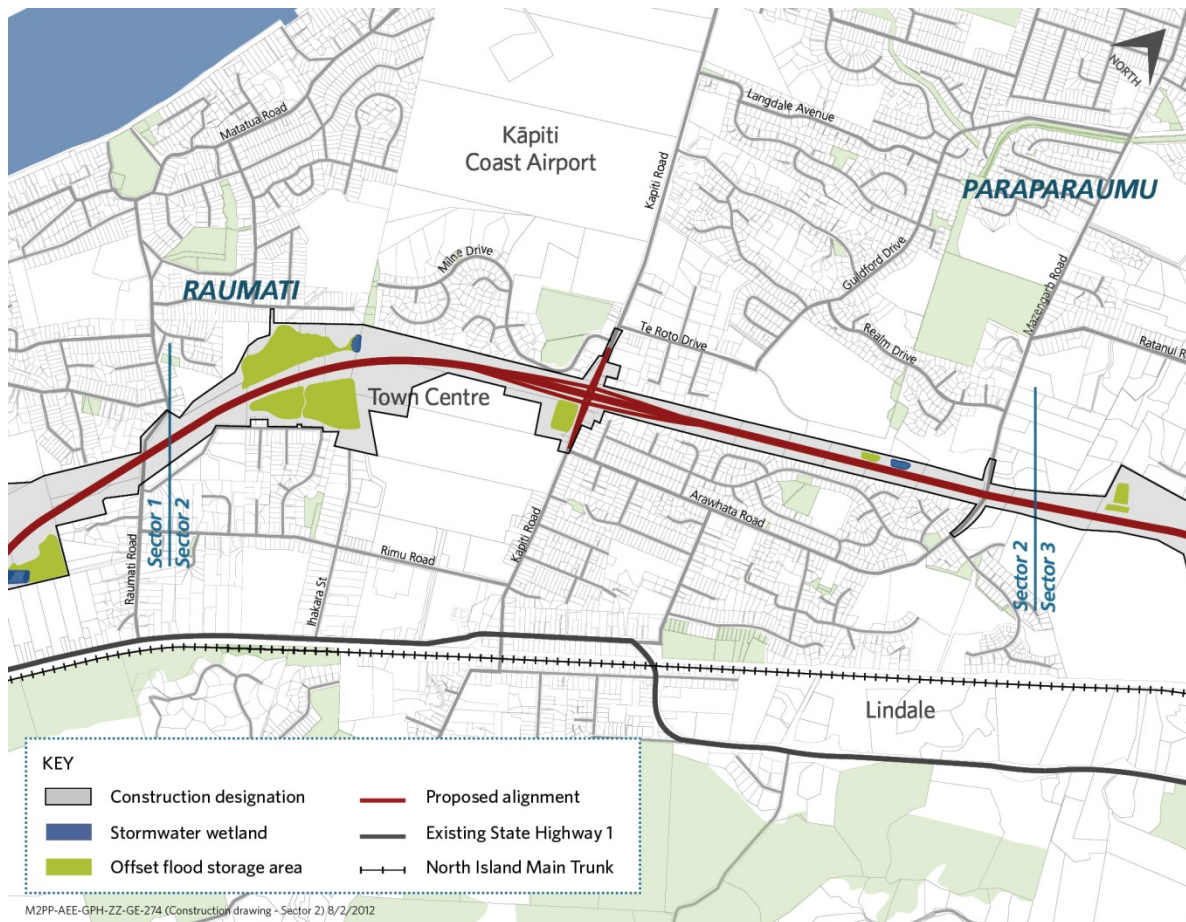 NORTH
Matatua Road
Langdale Avenue
Kāpiti
Coast Airport
Kapiti Road
PARAPARAUMU
Milne Drive
Guildford Drive
Mazengarb Road
RAUMATI
Te Roto Drive
Realm Drive
Ratanui R
Town Centre
Arawhata Road
Sector 1
Sector 2
Kapiti Road
Rimu Road
Raumati Road
Ihakara St
Sector 2
Sector 3
Lindale
KEY
Construction designation
Proposed alignment
Stormwater wetland
Existing State Highway 1
Offset flood storage area
North Island Main Trunk
M2PP-AEE-GPH-ZZ-GE-274 (Construction drawing - Sector 2) 8/2/2012